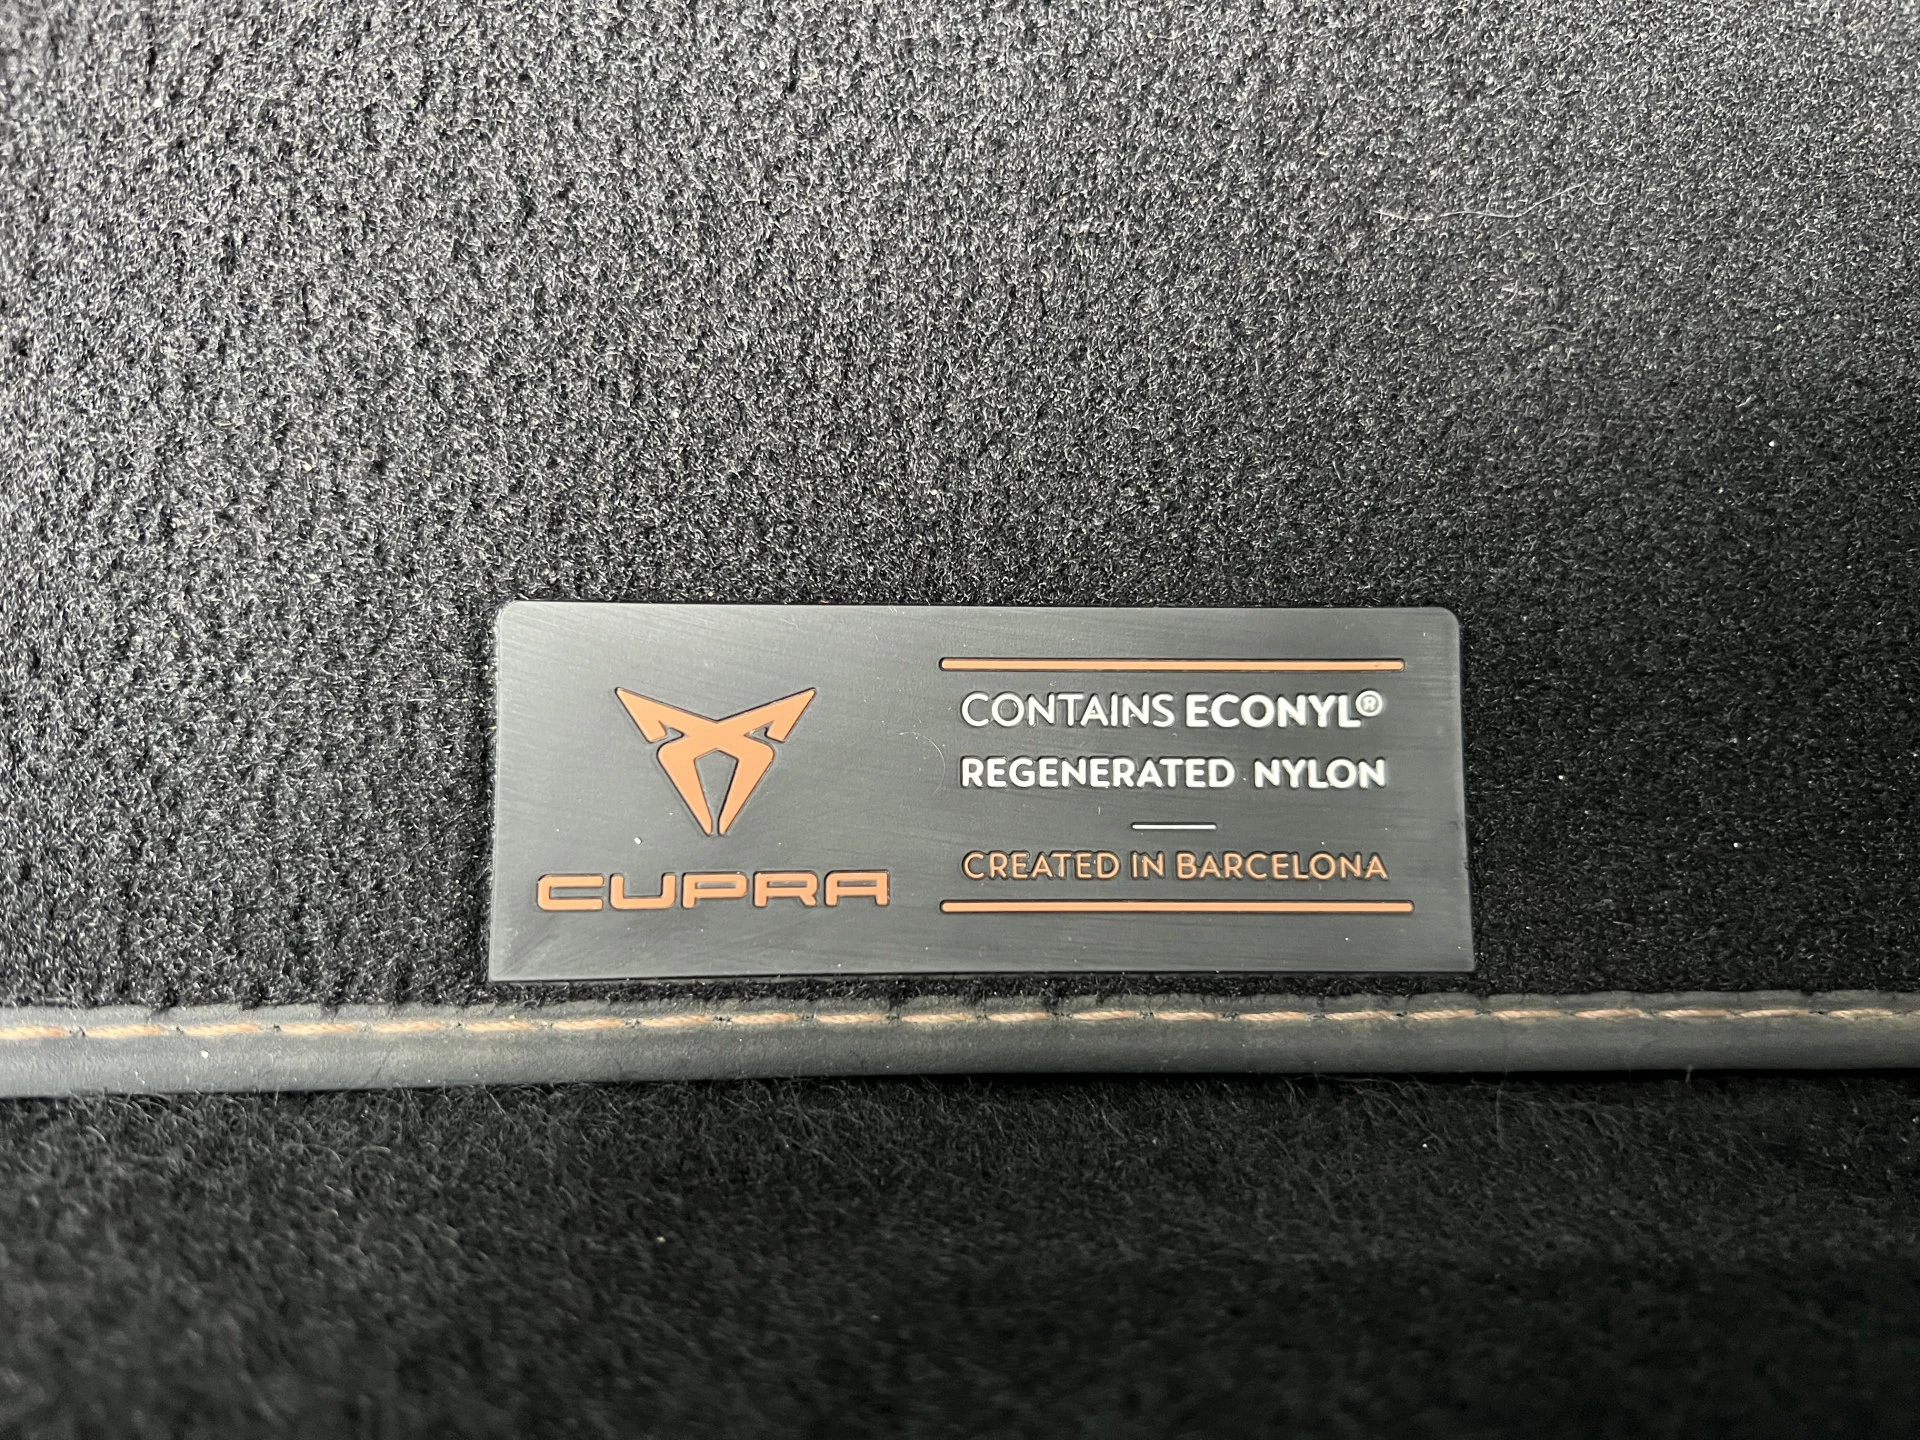 CUPRA
CONTAINS ECONYL®
REGENERATED NYLON
CREATED IN BARCELONA